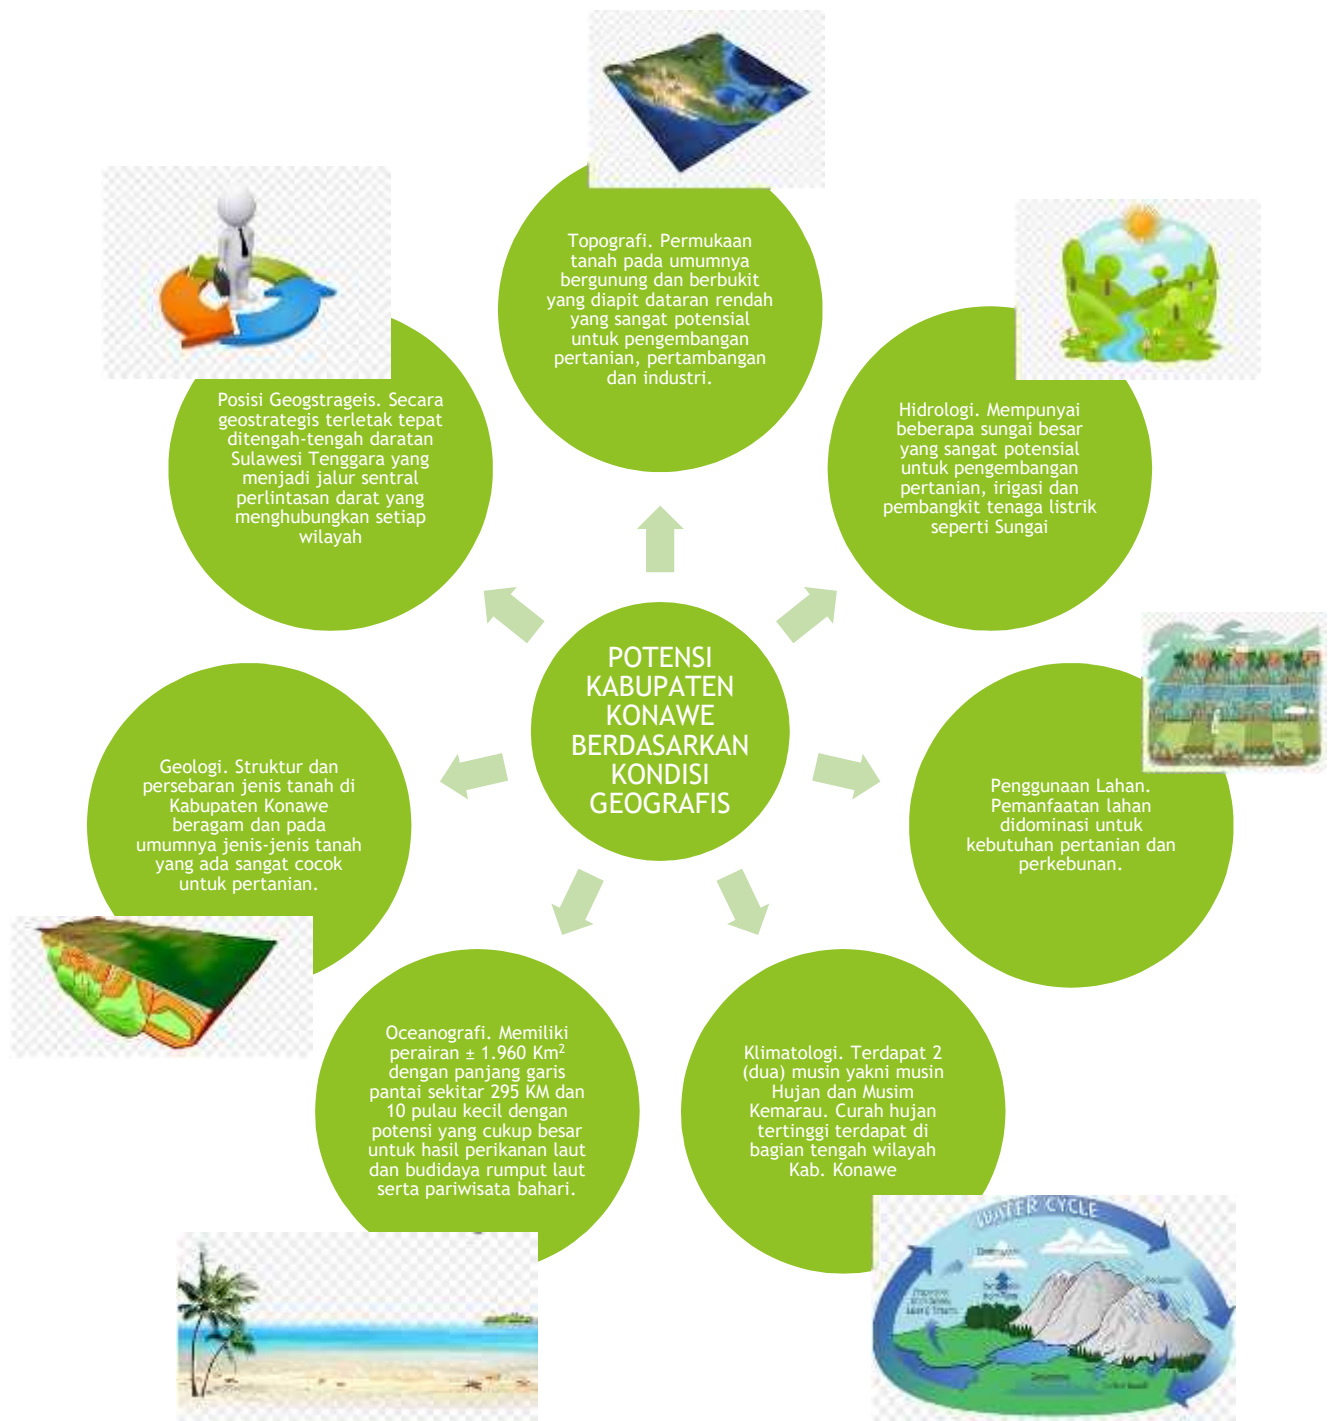 Topografi. Permukaan
tanah pada umumnya
bergunung dan berbukit
yang diapit dataran rendah
yang sangat potensial
untuk pengembangan
pertanian, pertambangan
dan industri.
Hidrologi. Mempunyai
beberapa sungai besar
yang sangat potensial
untuk pengembangan
pertanian, irigasi dan
pembangkit tenaga listrik
seperti Sungai
Penggunaan Lahan.
Pemanfaatan lahan
didominasi untuk
kebutuhan pertanian dan
perkebunan.
Klimatologi. Terdapat 2
(dua) musin yakni musin
Hujan dan Musim
Kemarau. Curah hujan
tertinggi terdapat di
bagian tengah wilayah
Kab. Konawe
WATER CYCLE
Oceanografi. Memiliki
perairan ± 1.960 Km²
dengan panjang garis
pantai sekitar 295 KM dan
10 pulau kecil dengan
potensi yang cukup besar
untuk hasil perikanan laut
dan budidaya rumput laut
serta pariwisata bahari.
Geologi. Struktur dan
persebaran jenis tanah di
Kabupaten Konawe
beragam dan pada
umumnya jenis-jenis tanah
yang ada sangat cocok
untuk pertanian.
Posisi Geogstrageis. Secara
geostrategis terletak tepat
ditengah-tengah daratan
Sulawesi Tenggara yang
menjadi jalur sentral
perlintasan darat yang
menghubungkan setiap
wilayah
POTENSI
KABUPATEN
KONAWE
BERDASARKAN
KONDISI
GEOGRAFIS